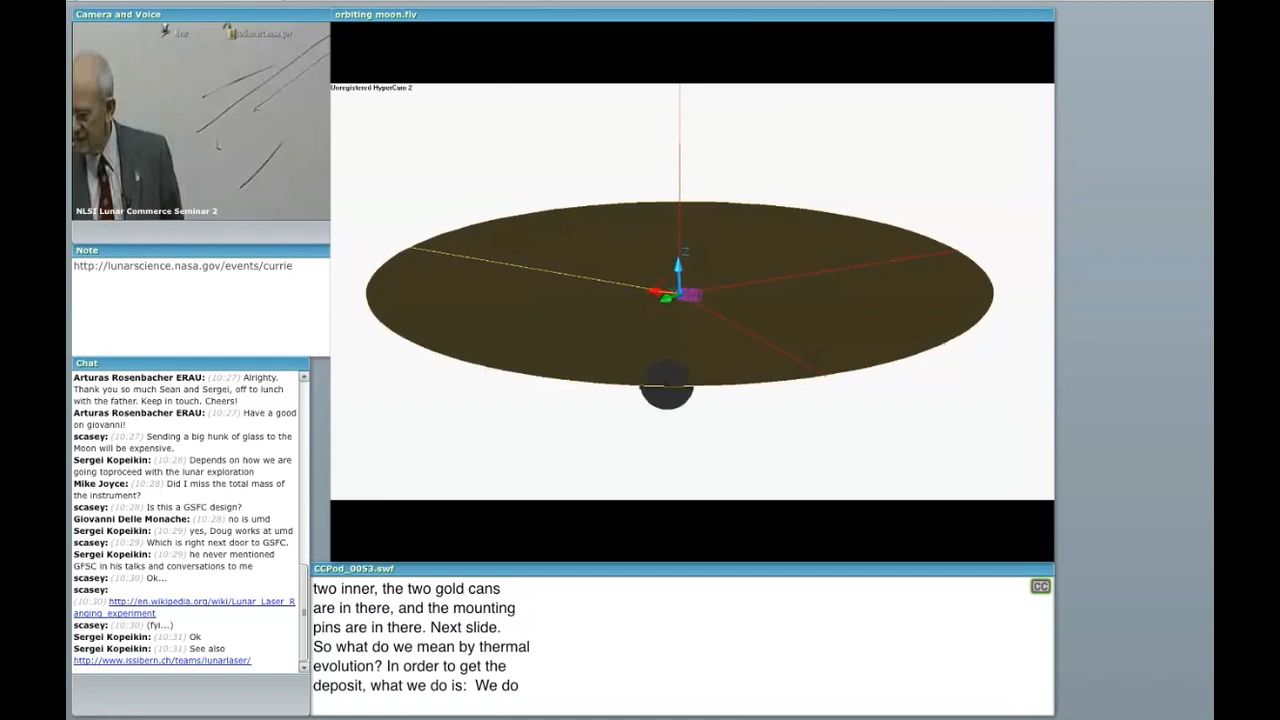 Camera and Voice
NLSI Lunar Commerce Seminar 2
Note
http://lunarscience.nasa.gov/events/currie
Chat
Arturas Rosenbacher ERAU: (10:27) Alrighty.
Thank you so much Sean and Sergei, off to lunch
with the father. Keep in touch. Cheers!
Arturas Rosenbacher ERAU: (10:27) Have a good
on giovanni!
scasey: (10:27) Sending a big hunk of glass to the
Moon will be expensive.
Sergei Kopeikin: (10:28) Depends on how we are
going toproceed with the lunar exploration
Mike Joyce: (10:28) Did I miss the total mass of
the instrument?
scasey: (10:28) Is this a GSFC design?
Giovanni Delle Monache: (10:28) no is umd
Sergei Kopeikin: (10:29) yes, Doug works at umd
scasey: (10:29) Which is right next door to GSFC.
Sergei Kopeikin: (10:29) he never mentioned
GFSC in his talks and conversations to me
scasey: (10:30) Ok...
scasey:
(10:30) http://en.wikipedia.org/wiki/Lunar_Laser_R
anging_experiment
scasey: (10:31) (fyi...)
Sergei Kopeikin: (10:31) Ok
Sergei Kopeikin: (10:31) See also
http://www.issibern.ch/teams/lunarlaser/
orbiting moon.flv
Unregistered HyperCam 2
Z
CCPod_0053.swf
CC
two inner, the two gold cans
are in there, and the mounting
pins are in there. Next slide.
So what do we mean by thermal
evolution? In order to get the
deposit, what we do is: We do